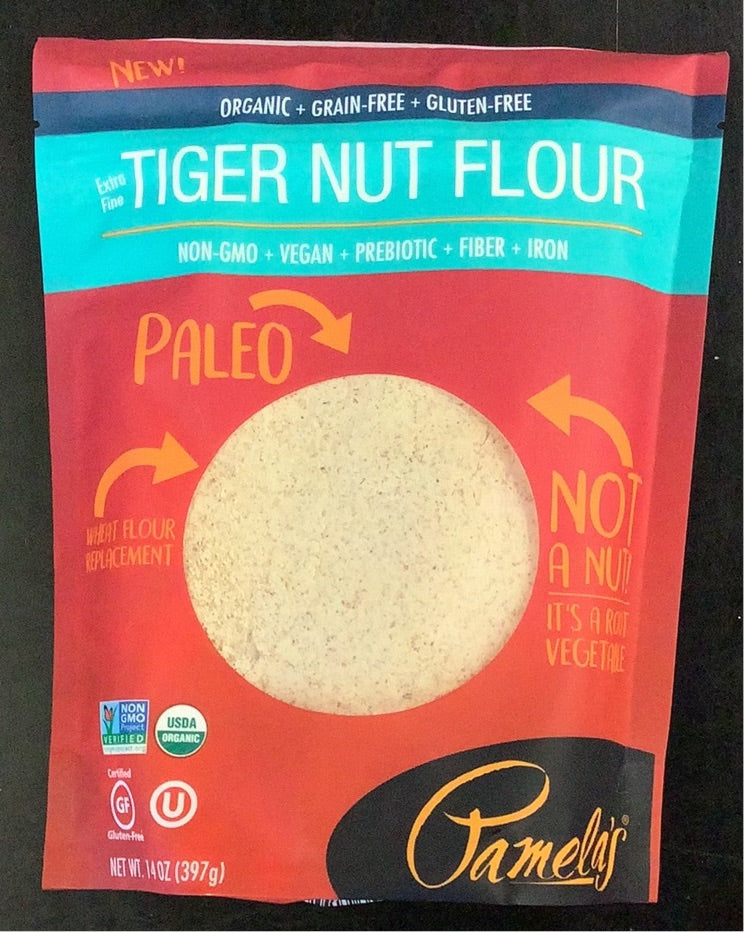 NEW!
ORGANIC + GRAIN-FREE + GLUTEN-FREE
Extra
Fine
TIGER NUT FLOUR
NON-GMO + VEGAN + PREBIOTIC + FIBER + IRON
PALEO
WHEAT FLOUR
REPLACEMENT
NOT
A NUT!
IT'S A ROOT
VEGETABLE
NON
GMO
Project
VERIFIED
USDA
ORGANIC
Certified
GF
Gluten-Free
U
NET WT. 14 OZ (397g)
Pamela's®